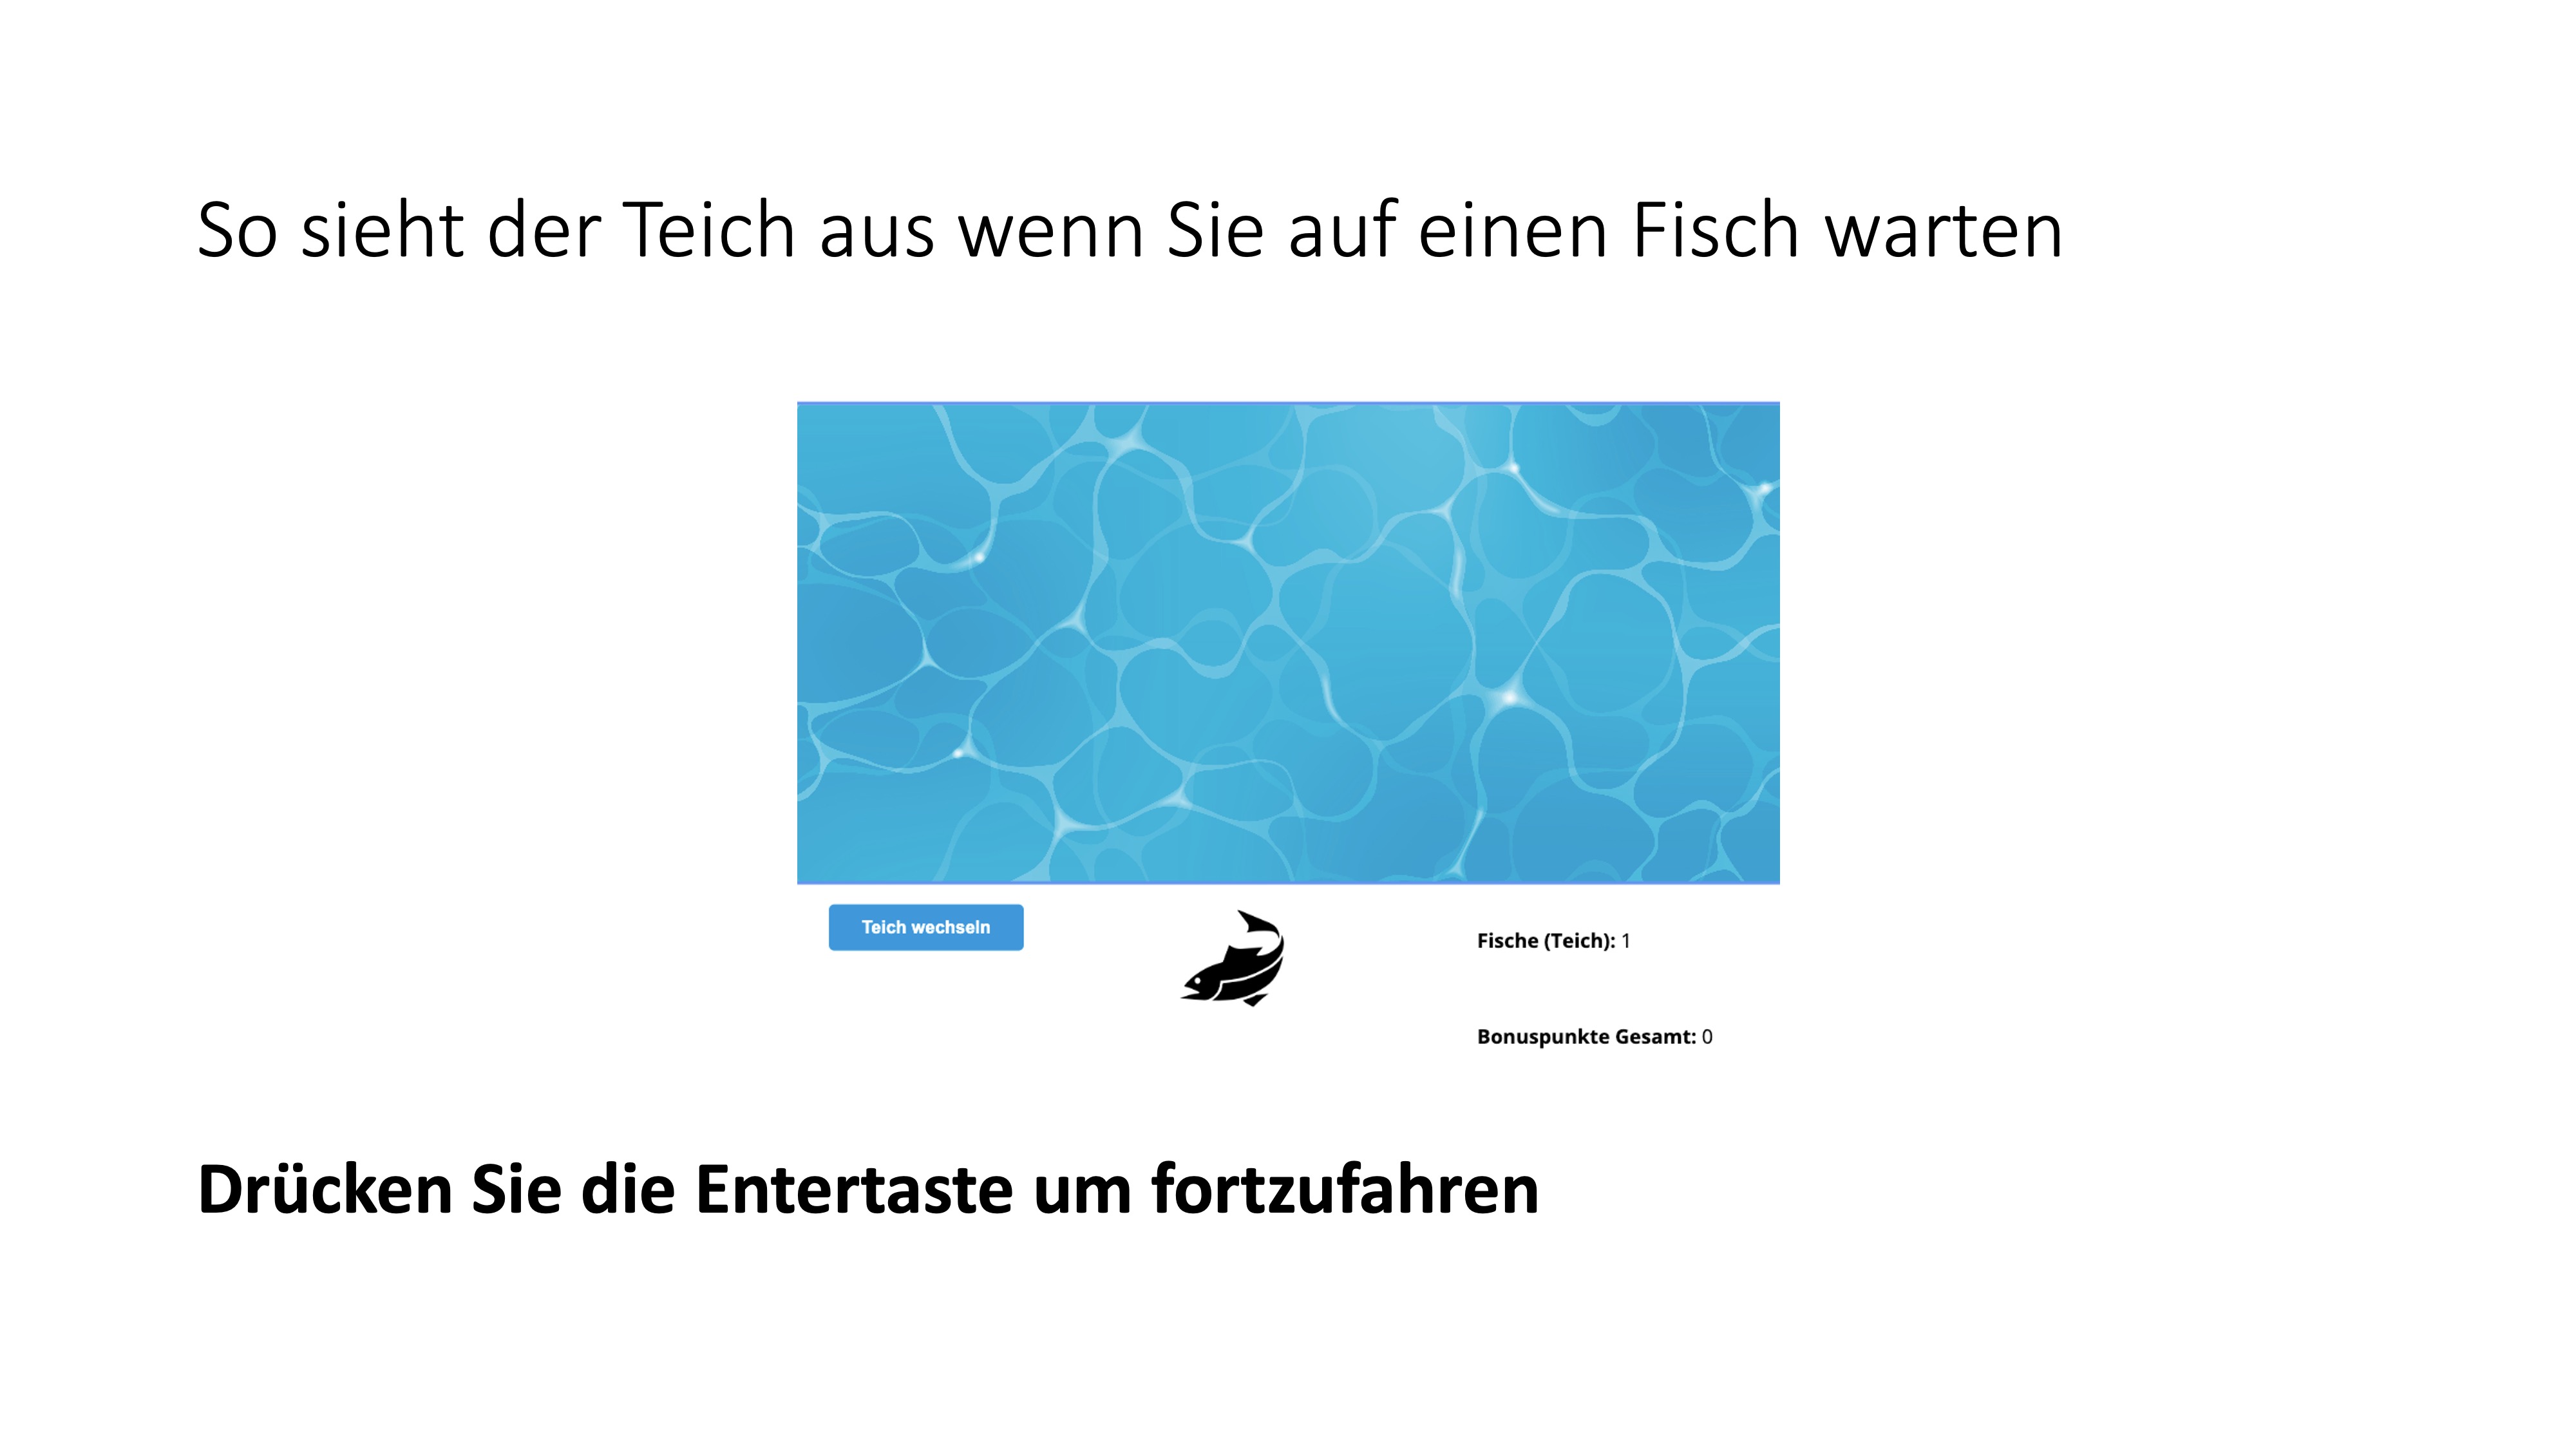 So sieht der Teich aus wenn Sie auf einen Fisch warten
Teich wechseln
Fische (Teich): 1
Bonuspunkte Gesamt: 0
Drücken Sie die Entertaste um fortzufahren